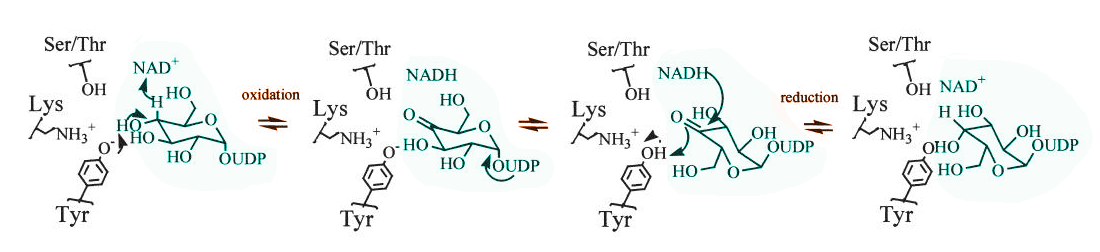 Ser/Thr
OH
Lys
NH3+
O-
Tyr
NAD+
H
HO
HO
HO
HO
O
OUDP
oxidation
Ser/Thr
OH
Lys
NH3+
O-
Tyr
NADH
HO
O
O
HO
HO
OUDP
Ser/Thr
OH
Lys
NH3+
OH
Tyr
NADH
HO
O
OH
OUDP
HO
O
reduction
Ser/Thr
OH
Lys
NH3+
O
Tyr
NAD+
H HO
OH
HO
OUDP
HO
O